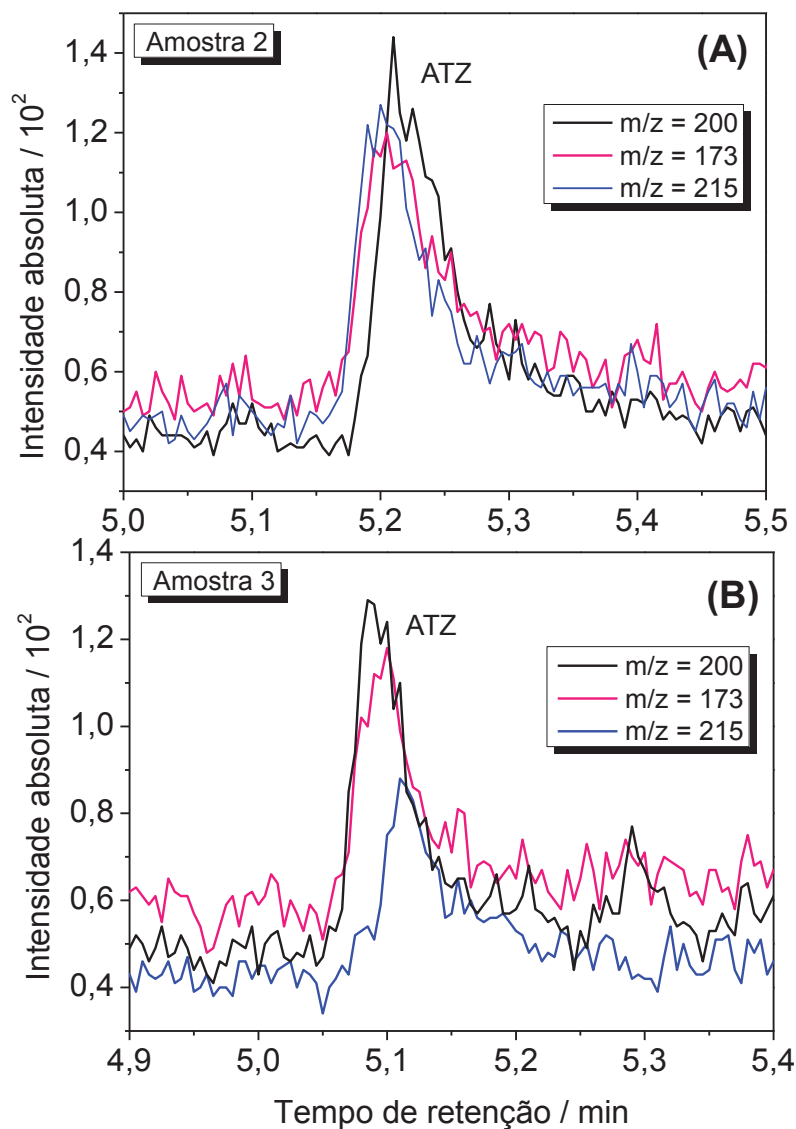 Amostra 2
(A)
ATZ
m/z = 200
m/z = 173
m/z = 215
Intensidade absoluta / 10²
1,4
1,2
1,0
0,8
0,6
0,4
5,0 5,1 5,2 5,3 5,4 5,5
Amostra 3
(B)
ATZ
m/z = 200
m/z = 173
m/z = 215
Intensidade absoluta / 10²
1,4
1,2
1,0
0,8
0,6
0,4
4,9 5,0 5,1 5,2 5,3 5,4
Tempo de retenção / min